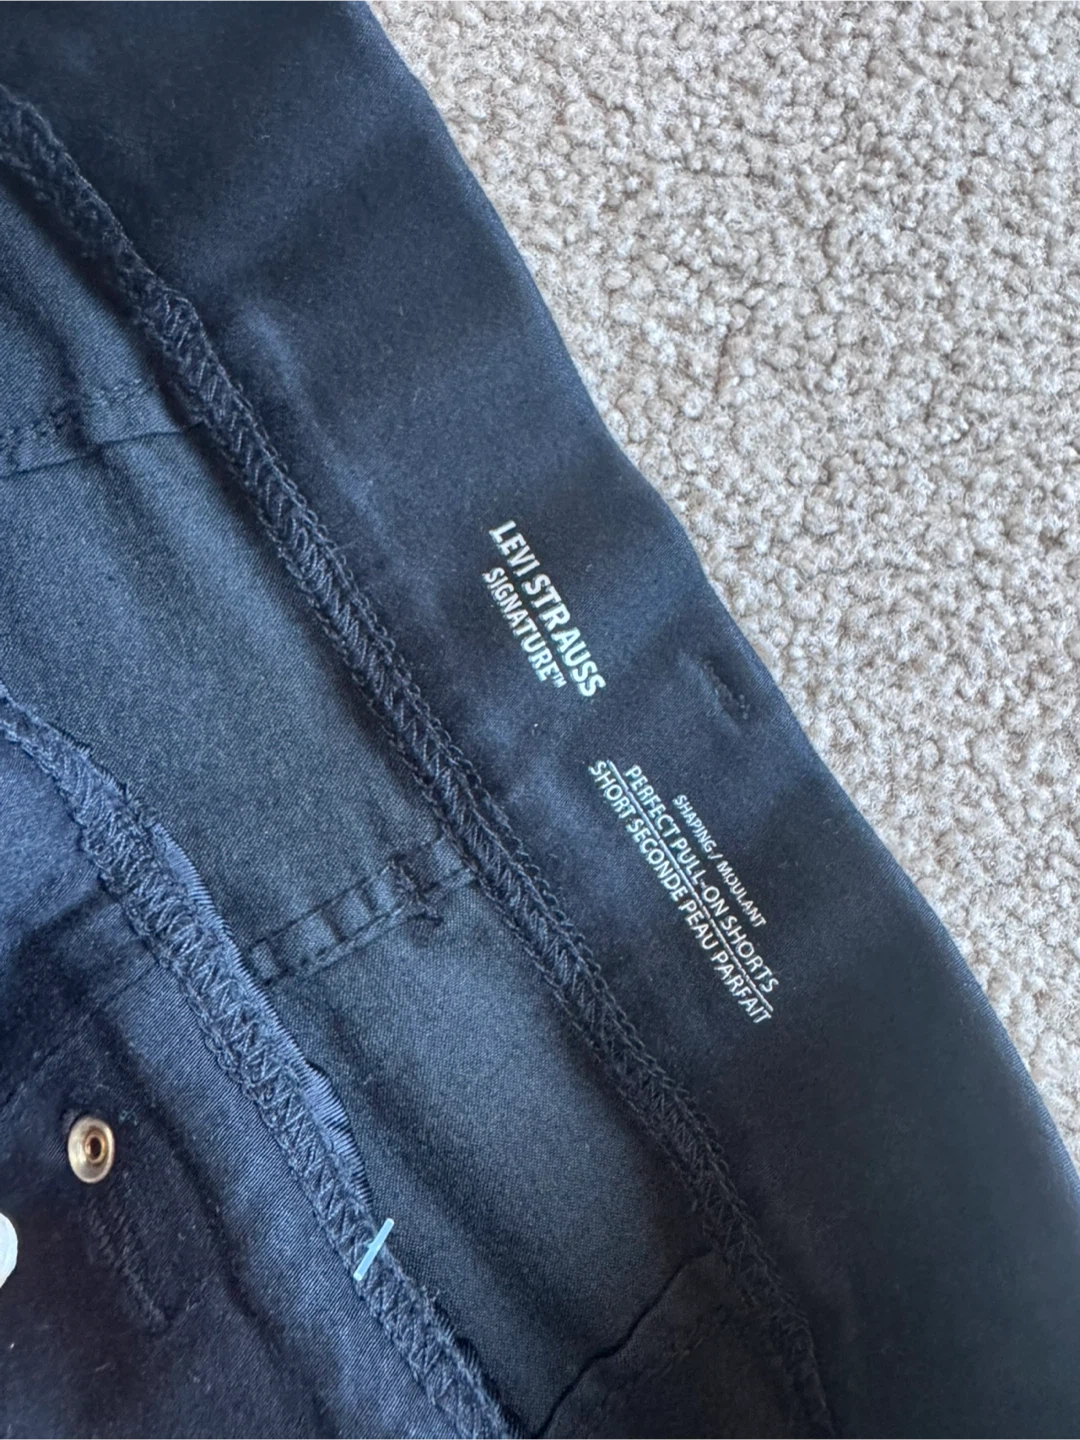 LEVI STRAUSS
SIGNATURE™
SHAPING / MOULANT
PERFECT PULL-ON SHORTS
SHORT SECONDE PEAU PARFAIT